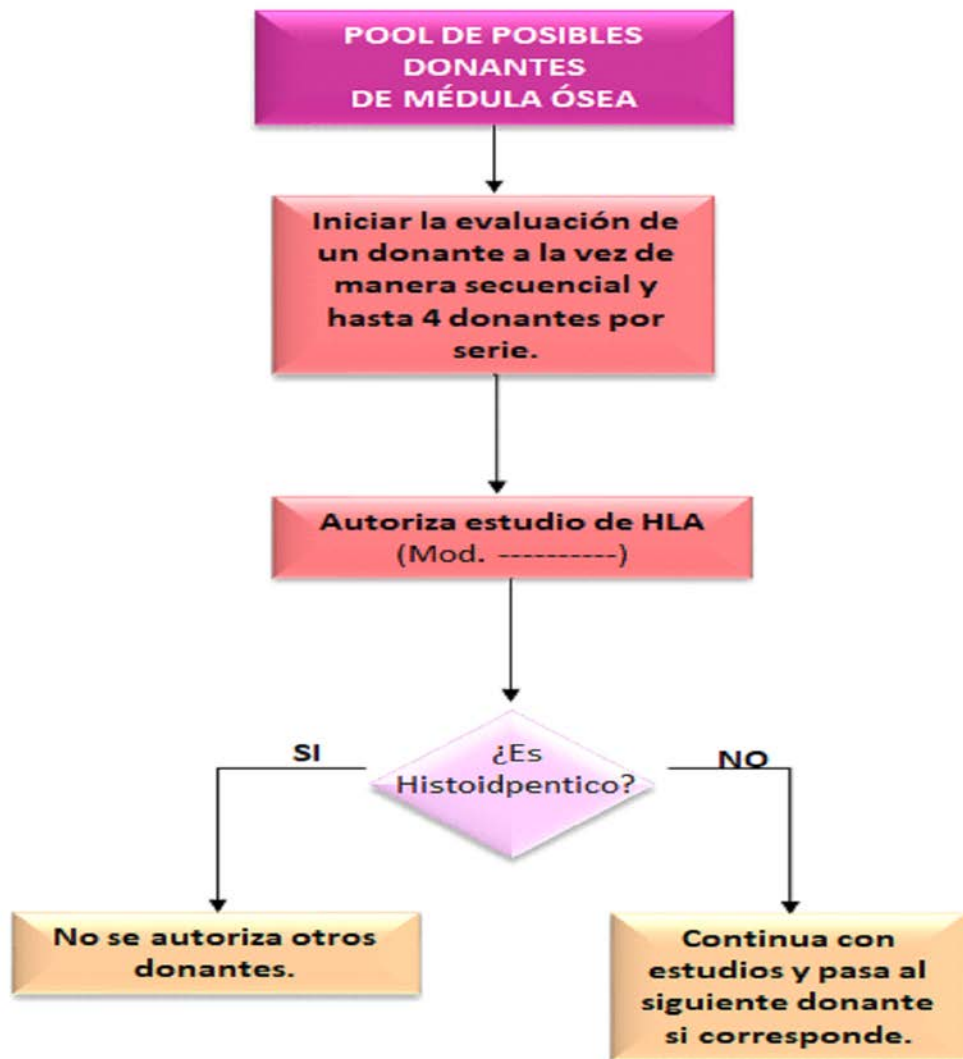 POOL DE POSIBLES
DONANTES
DE MÉDULA ÓSEA
Iniciar la evaluación de
un donante a la vez de
manera secuencial y
hasta 4 donantes por
serie.
Autoriza estudio de HLA
(Mod. ----------)
¿Es
Histoidpentico?
SI
NO
No se autoriza otros
donantes.
Continua con
estudios y pasa al
siguiente donante
si corresponde.